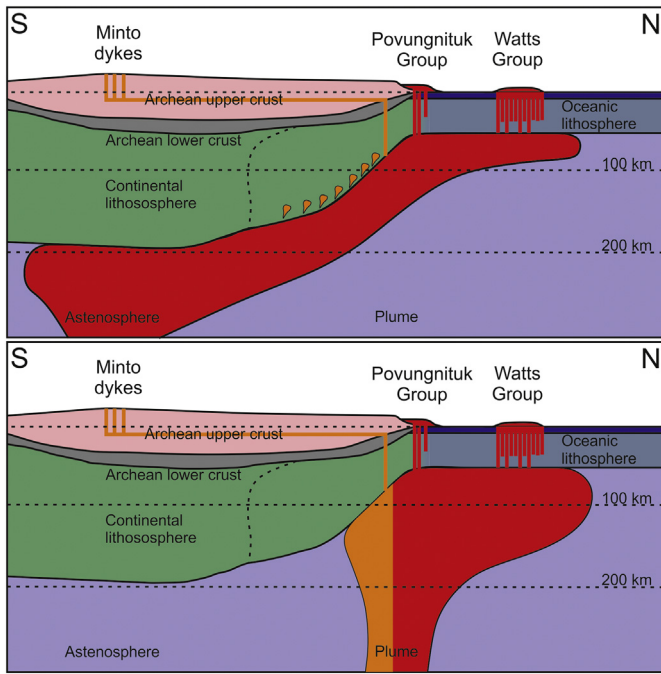 S
N
Minto
dykes
Povungnituk
Group
Watts
Group
Archean upper crust
Oceanic
lithosphere
Archean lower crust
100 km
Continental
lithososphere
200 km
Astenosphere
Plume
S
N
Minto
dykes
Povungnituk
Group
Watts
Group
Archean upper crust
Oceanic
lithosphere
Archean lower crust
100 km
Continental
lithososphere
200 km
Astenosphere
Plume